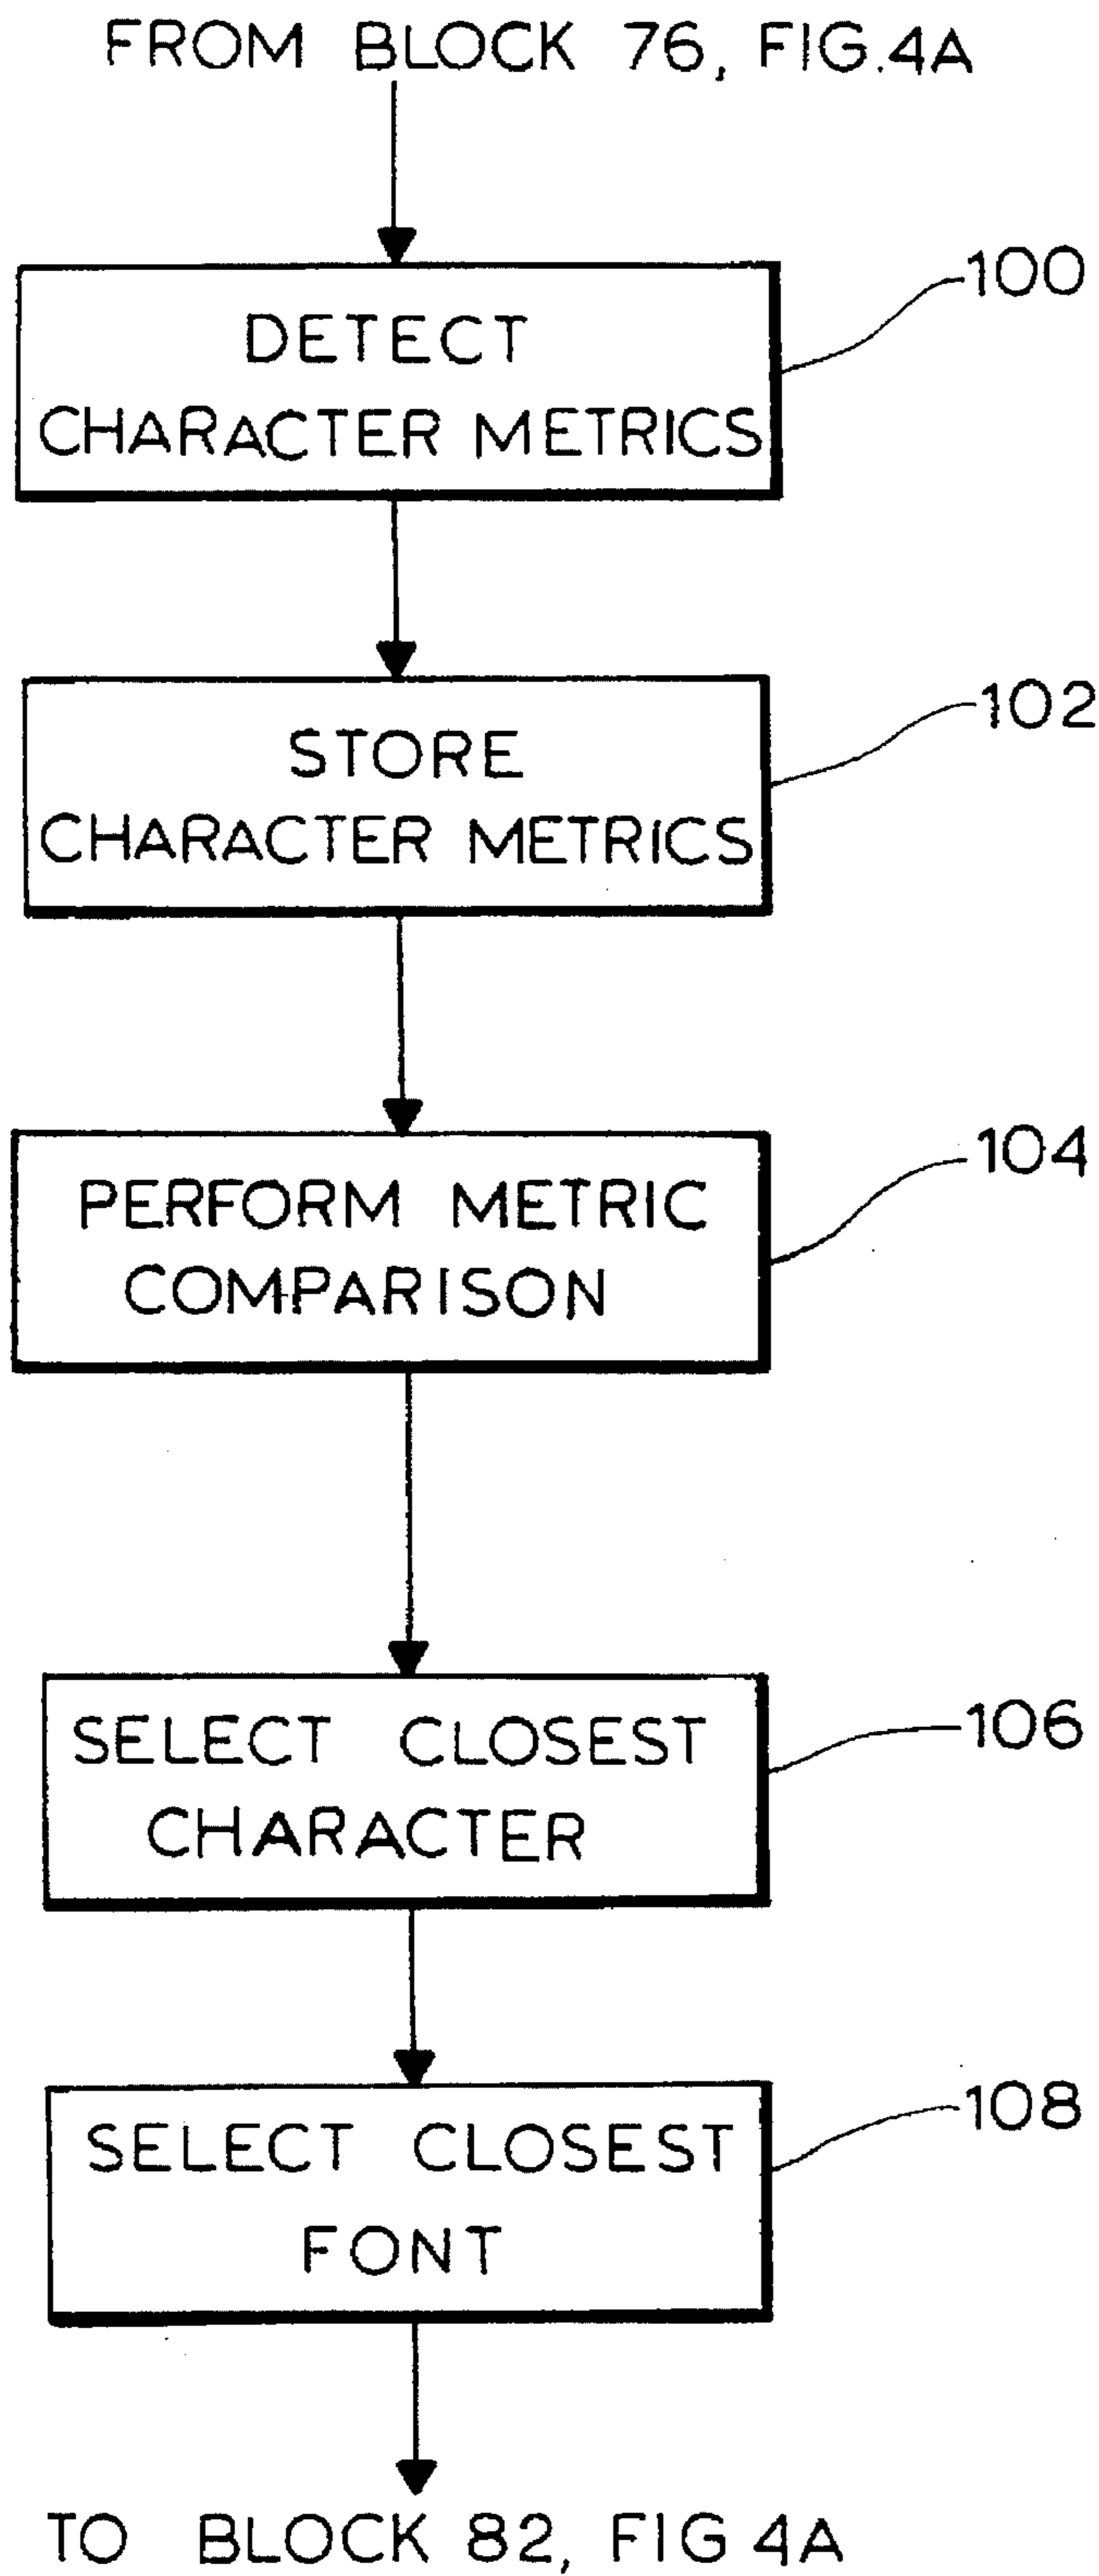 FROM BLOCK 76, FIG.4A
100
DETECT
CHARACTER METRICS
102
STORE
CHARACTER METRICS
104
PERFORM METRIC
COMPARISON
106
SELECT CLOSEST
CHARACTER
108
SELECT CLOSEST
FONT
TO BLOCK 82, FIG 4A